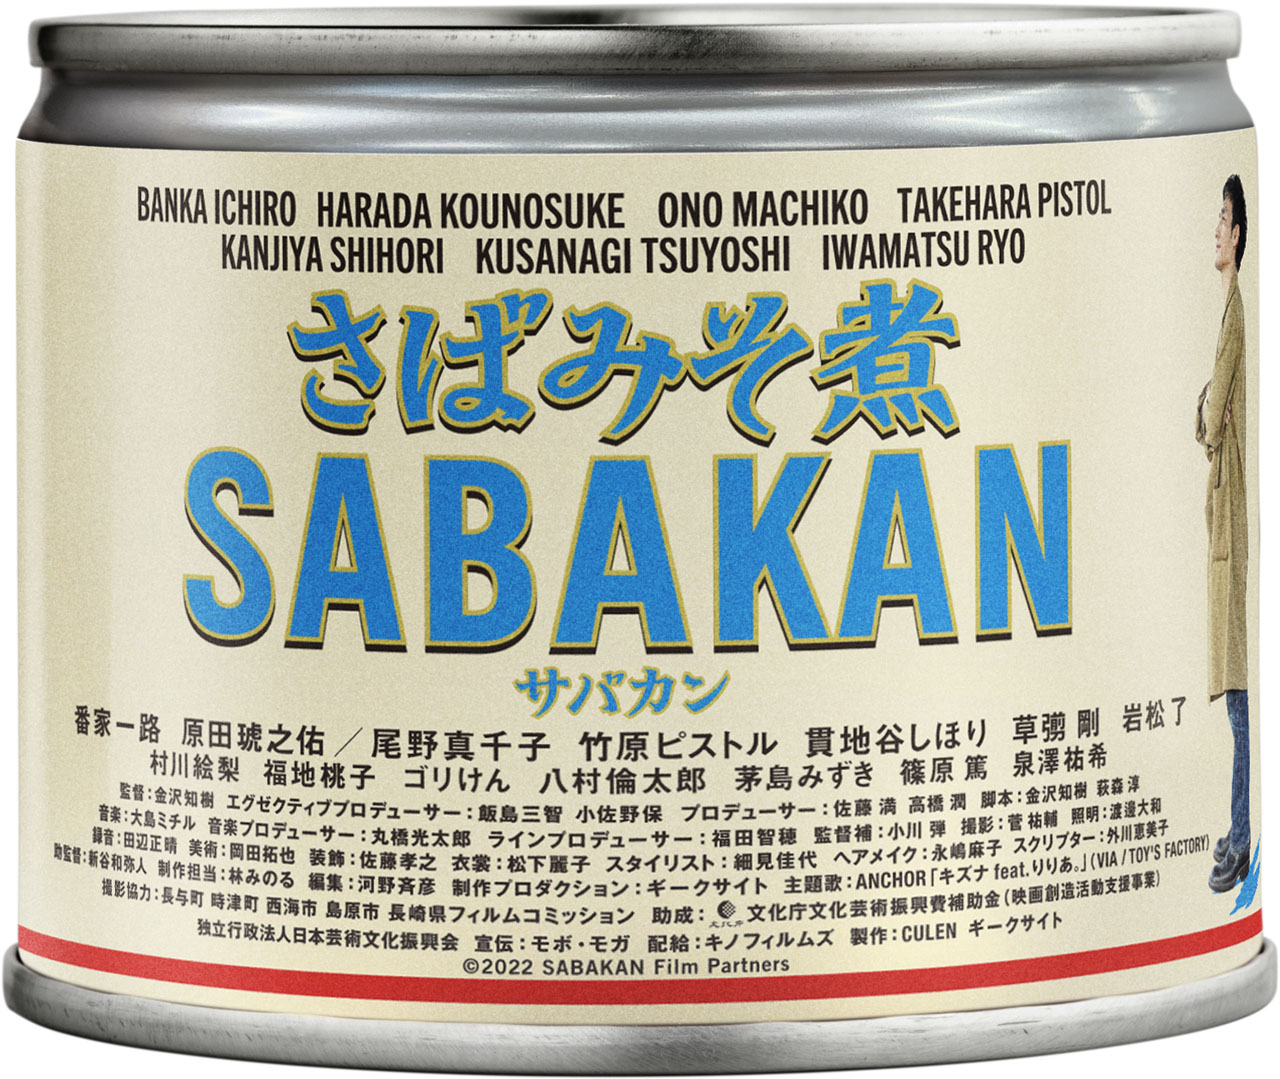 BANKA ICHIRO HARADA KOUNOSUKE ONO MACHIKO TAKEHARA PISTOL
KANJIYA SHIHORI KUSANAGI TSUYOSHI IWAMATSU RYO
さばみそ煮
SABAKAN
サバカン
番家一路 原田琥之佑／尾野真千子 竹原ピストル 貫地谷しほり 草彅 剛 岩松了
村川絵梨 福地桃子 ゴリけん 八村倫太郎 茅島みずき 篠原 篤 泉澤祐希
監督：金沢知樹 エグゼクティブプロデューサー：飯島三智 小佐野保 プロデューサー：佐藤 満 高橋 潤 脚本：金沢知樹 萩森 淳
音楽：大島ミチル 音楽プロデューサー：丸橋光太郎 ラインプロデューサー：福田智穂 監督補：小川 弾 撮影：菅 祐輔 照明：渡邊大和
録音：田辺正晴 美術：岡田拓也 装飾：佐藤孝之 衣裳：松下麗子 スタイリスト：細見佳代 ヘアメイク：永嶋麻子 スクリプター：外川恵美子
助監督：新谷和弥人 制作担当：林みのる 編集：河野斉彦 制作プロダクション：ギークサイト 主題歌：ANCHOR「キズナ feat.りりあ。」（VIA / TOY'S FACTORY）
撮影協力：長与町 時津町 西海市 島原市 長崎県フィルムコミッション 助成：文化庁 文化庁文化芸術振興費補助金（映画創造活動支援事業）
独立行政法人日本芸術文化振興会 宣伝：モボ・モガ 配給：キノフィルムズ 製作：CULEN ギークサイト
©2022 SABAKAN Film Partners